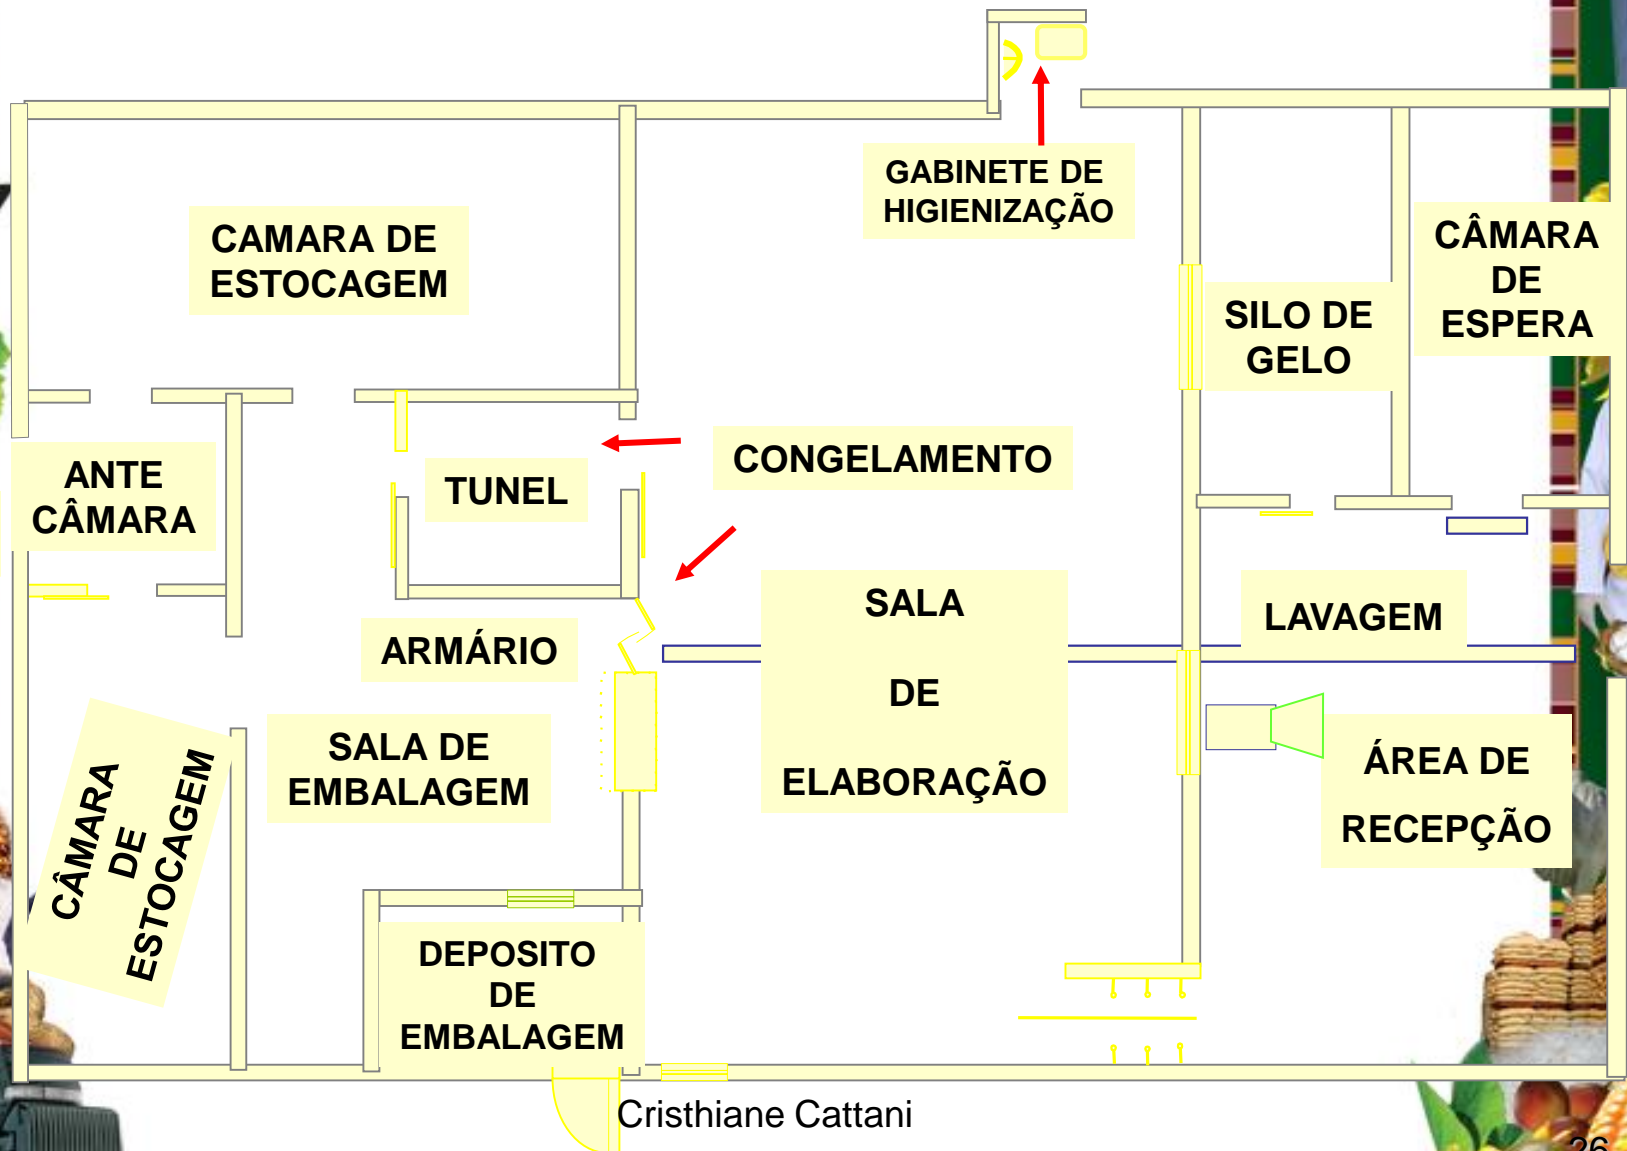 GABINETE DE
HIGIENIZAÇÃO
CAMARA DE
ESTOCAGEM
CÂMARA
DE
ESPERA
SILO DE
GELO
ANTE
CÂMARA
TUNEL
CONGELAMENTO
SALA
DE
ELABORAÇÃO
LAVAGEM
ARMÁRIO
SALA DE
EMBALAGEM
ÁREA DE
RECEPÇÃO
CÂMARA
DE
ESTOCAGEM
DEPOSITO
DE
EMBALAGEM
Cristhiane Cattani
26